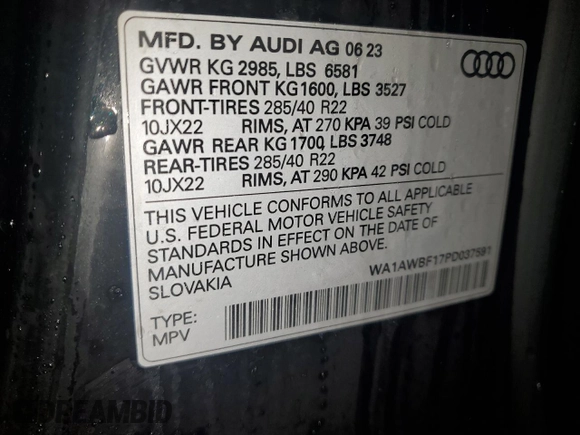 MFD. BY AUDI AG 06 23
GVWR KG 2985, LBS 6581
GAWR FRONT KG1600, LBS 3527
FRONT-TIRES 285/40 R22
10JX22 RIMS, AT 270 KPA 39 PSI COLD
GAWR REAR KG1700, LBS 3748
REAR-TIRES 285/40 R22
10JX22 RIMS, AT 290 KPA 42 PSI COLD
THIS VEHICLE CONFORMS TO ALL APPLICABLE
U.S. FEDERAL MOTOR VEHICLE SAFETY
STANDARDS IN EFFECT ON THE DATE OF
MANUFACTURE SHOWN ABOVE.
SLOVAKIA
WA1AWBF17PD037591
TYPE:
MPV
DREAMBID